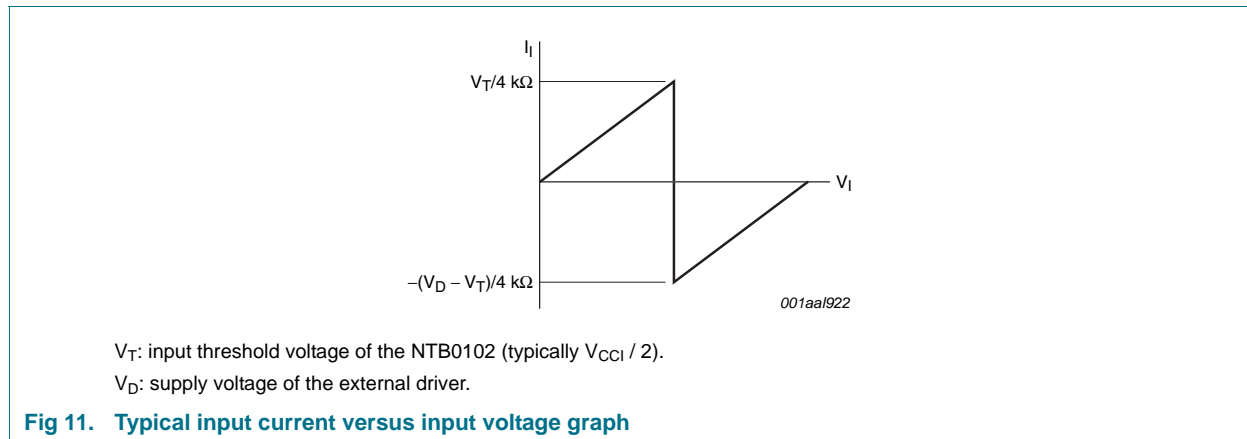 I_I
V_T/4 kΩ
V_I
−(V_D − V_T)/4 kΩ
001aal922
V_T: input threshold voltage of the NTB0102 (typically V_CCI / 2).
V_D: supply voltage of the external driver.
Fig 11. Typical input current versus input voltage graph